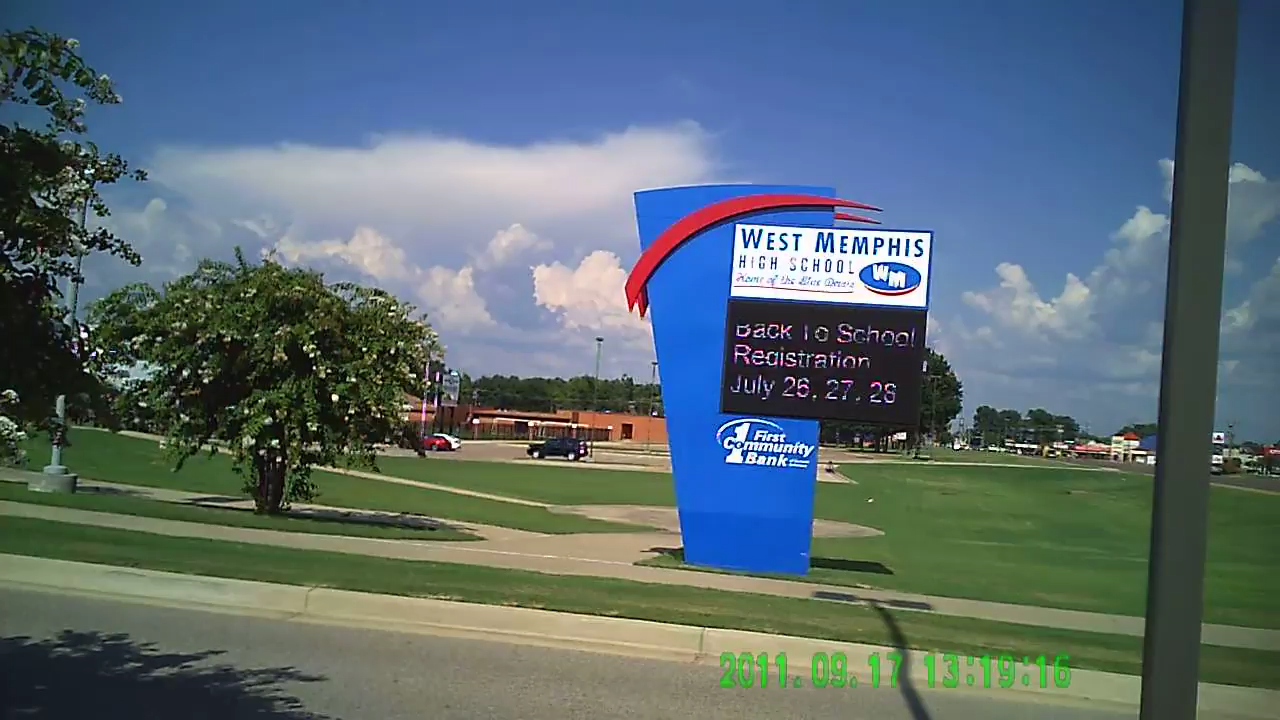 WEST MEMPHIS
HIGH SCHOOL
Home of the Blue Devils
WM
Back To School
Registration
July 26, 27, 28
1 First
Community
Bank
2011.09.17 13:19:16